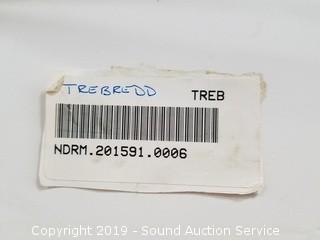 TREBREDD TREB
NDRM.201591.0006
Copyright 2019 - Sound Auction Service